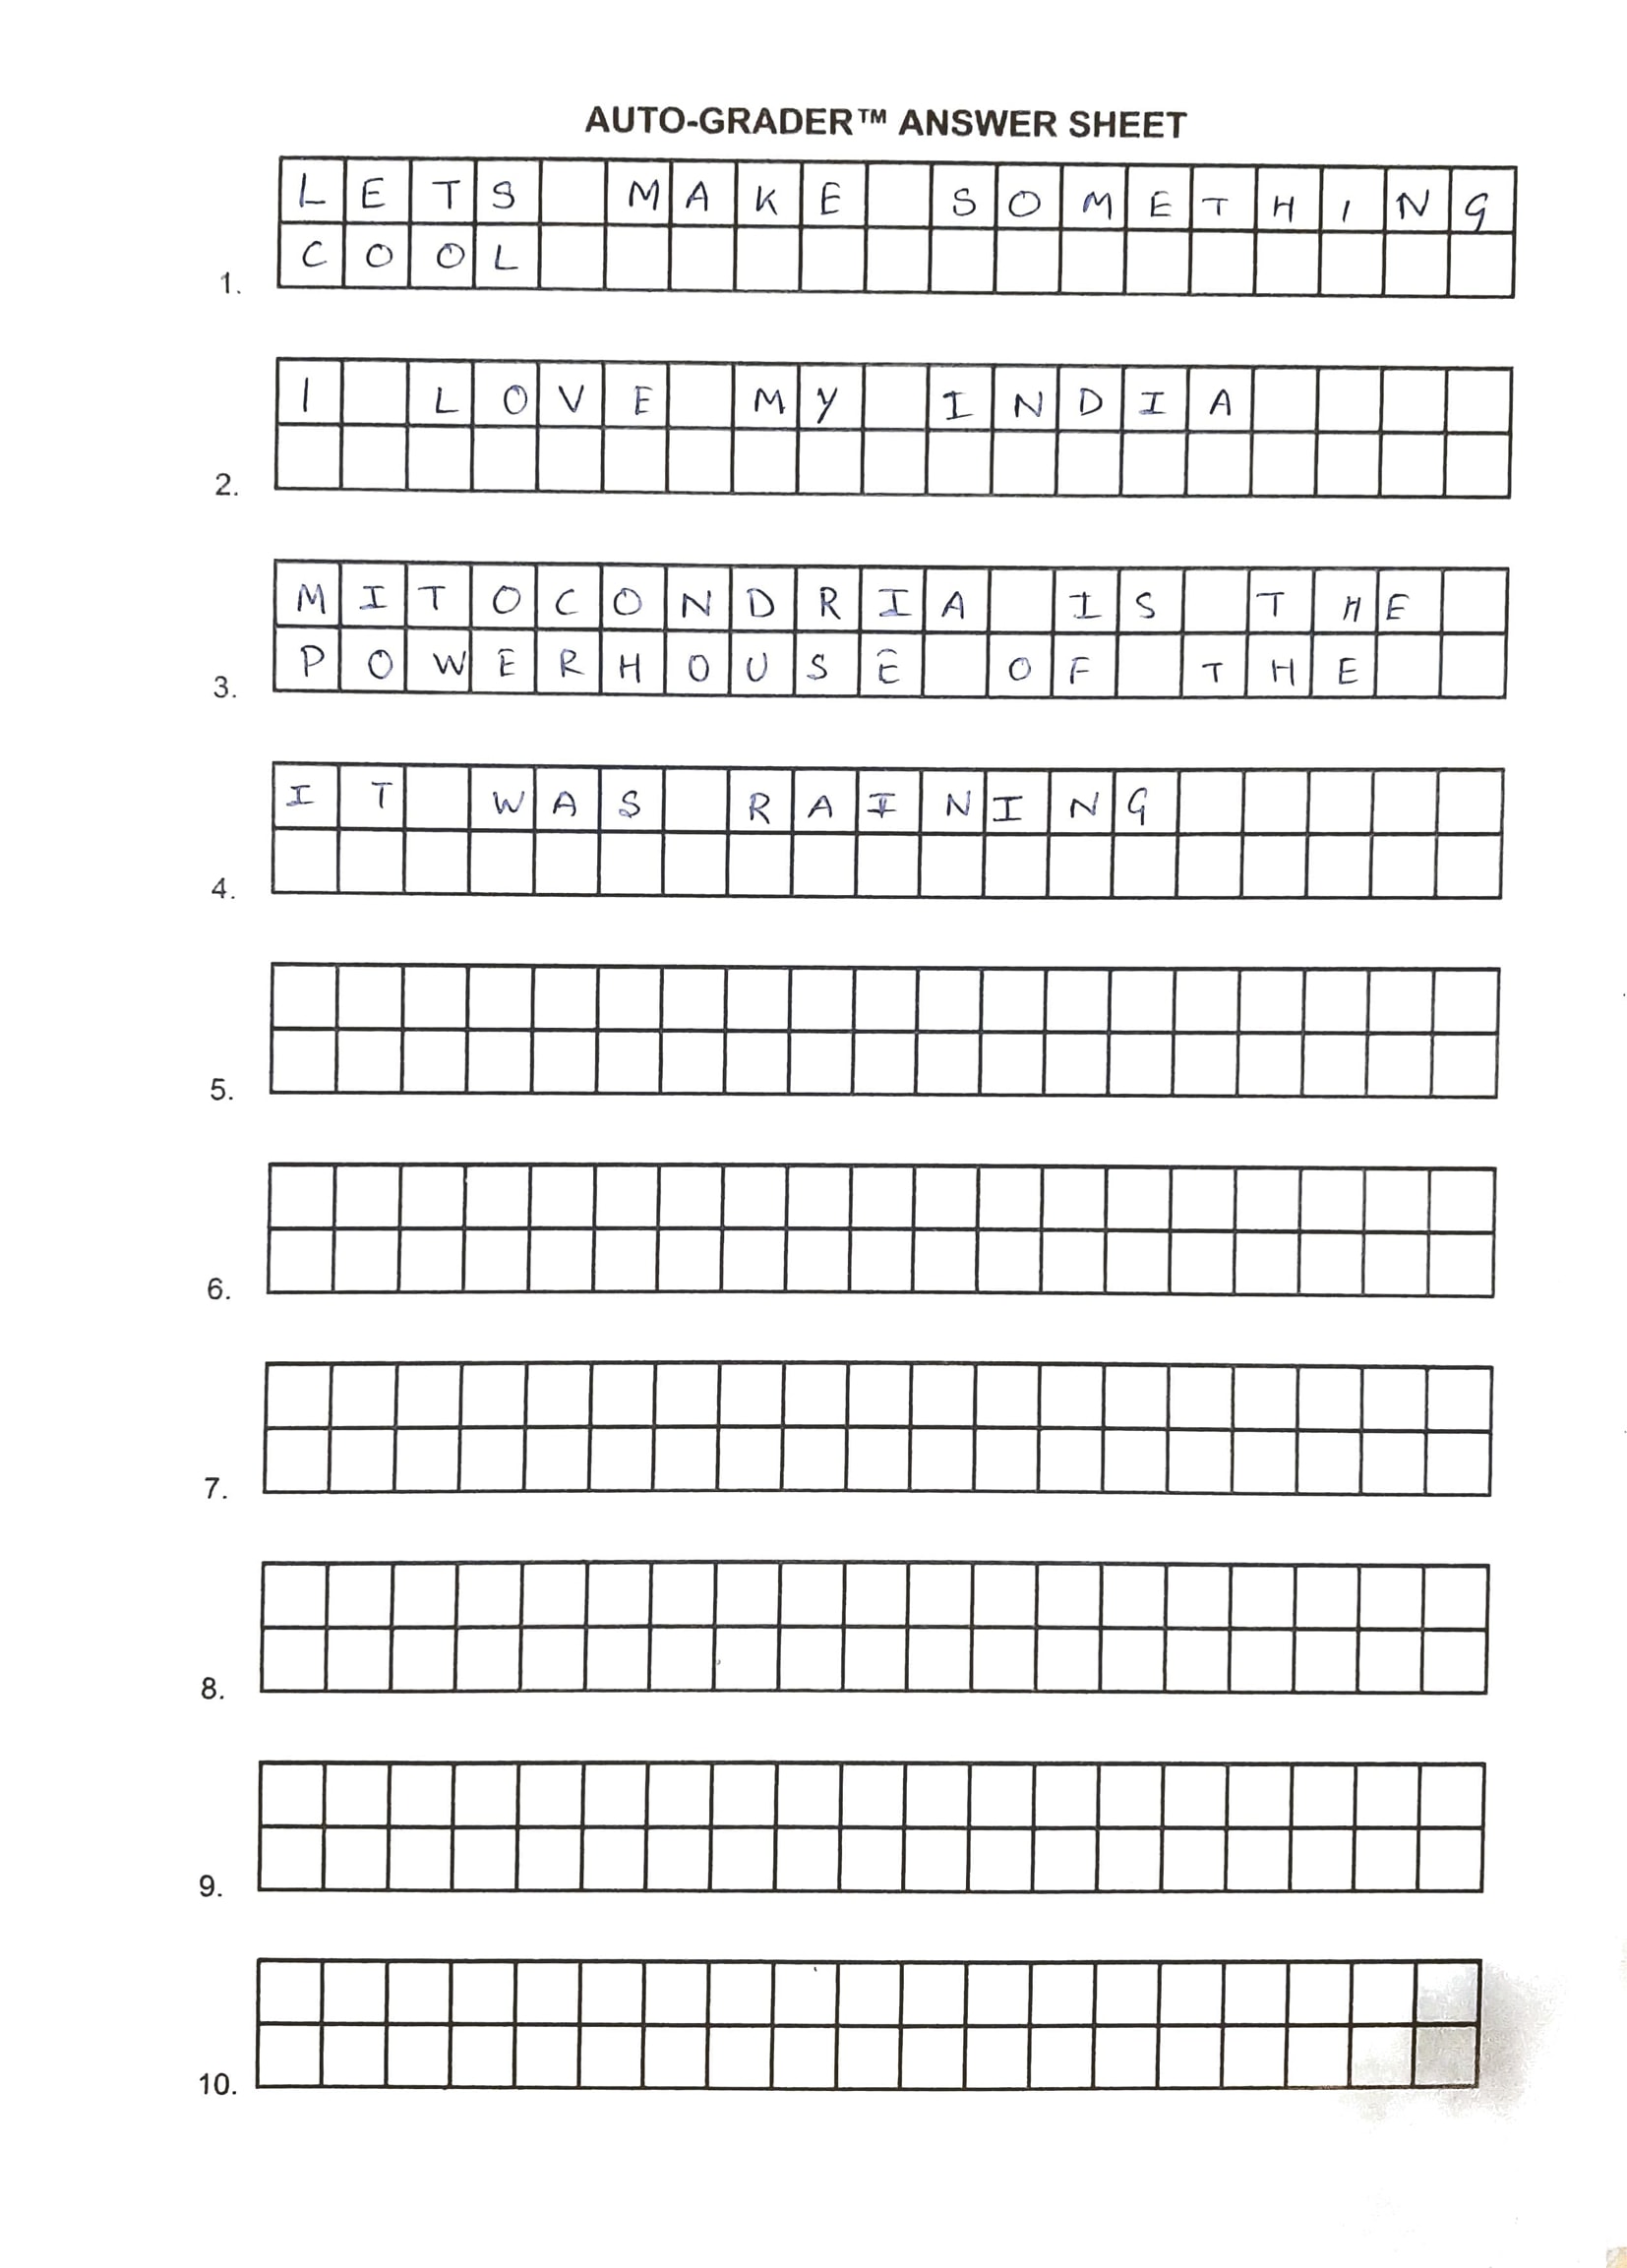 AUTO-GRADER™ ANSWER SHEET
LETS MAKE SOMETHING
COOL
1.
I LOVE MY INDIA
2.
MITOCONDRIA IS THE
POWERHOUSE OF THE
3.
IT WAS RAINING
4.
5.
6.
7.
8.
9.
10.